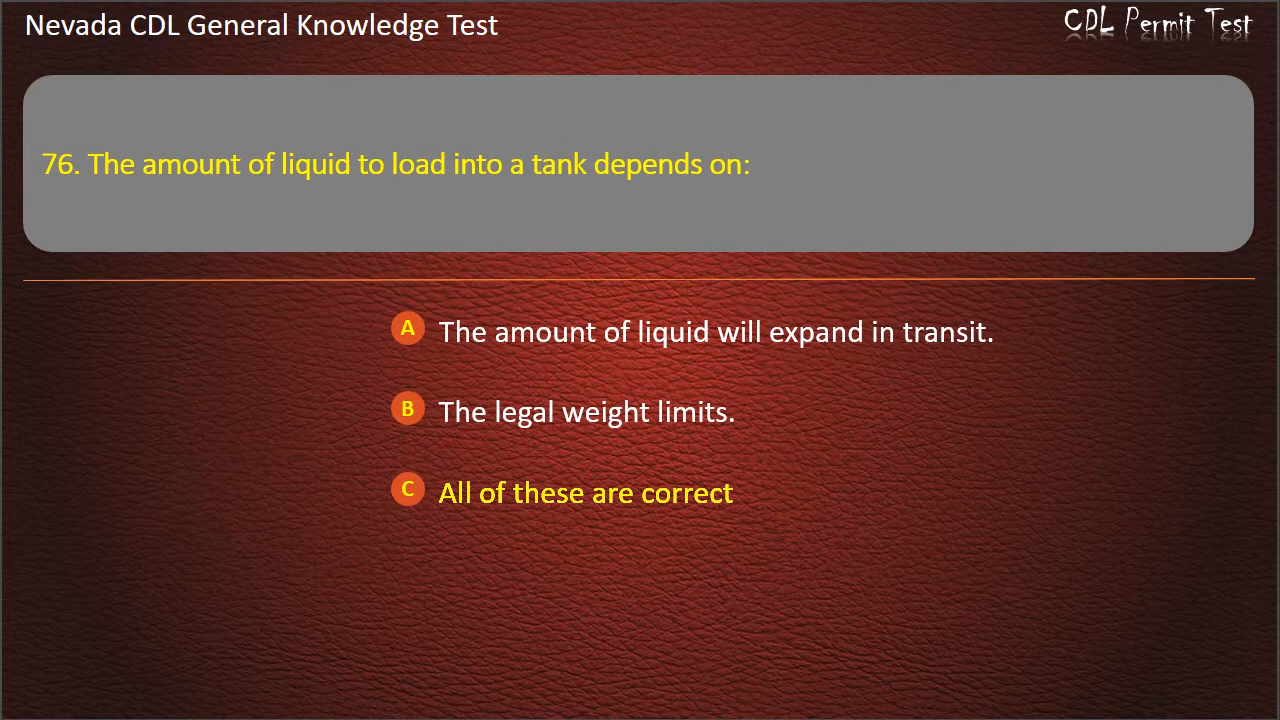 Nevada CDL General Knowledge Test
CDL Permit Test
76. The amount of liquid to load into a tank depends on:
A The amount of liquid will expand in transit.
B The legal weight limits.
C All of these are correct